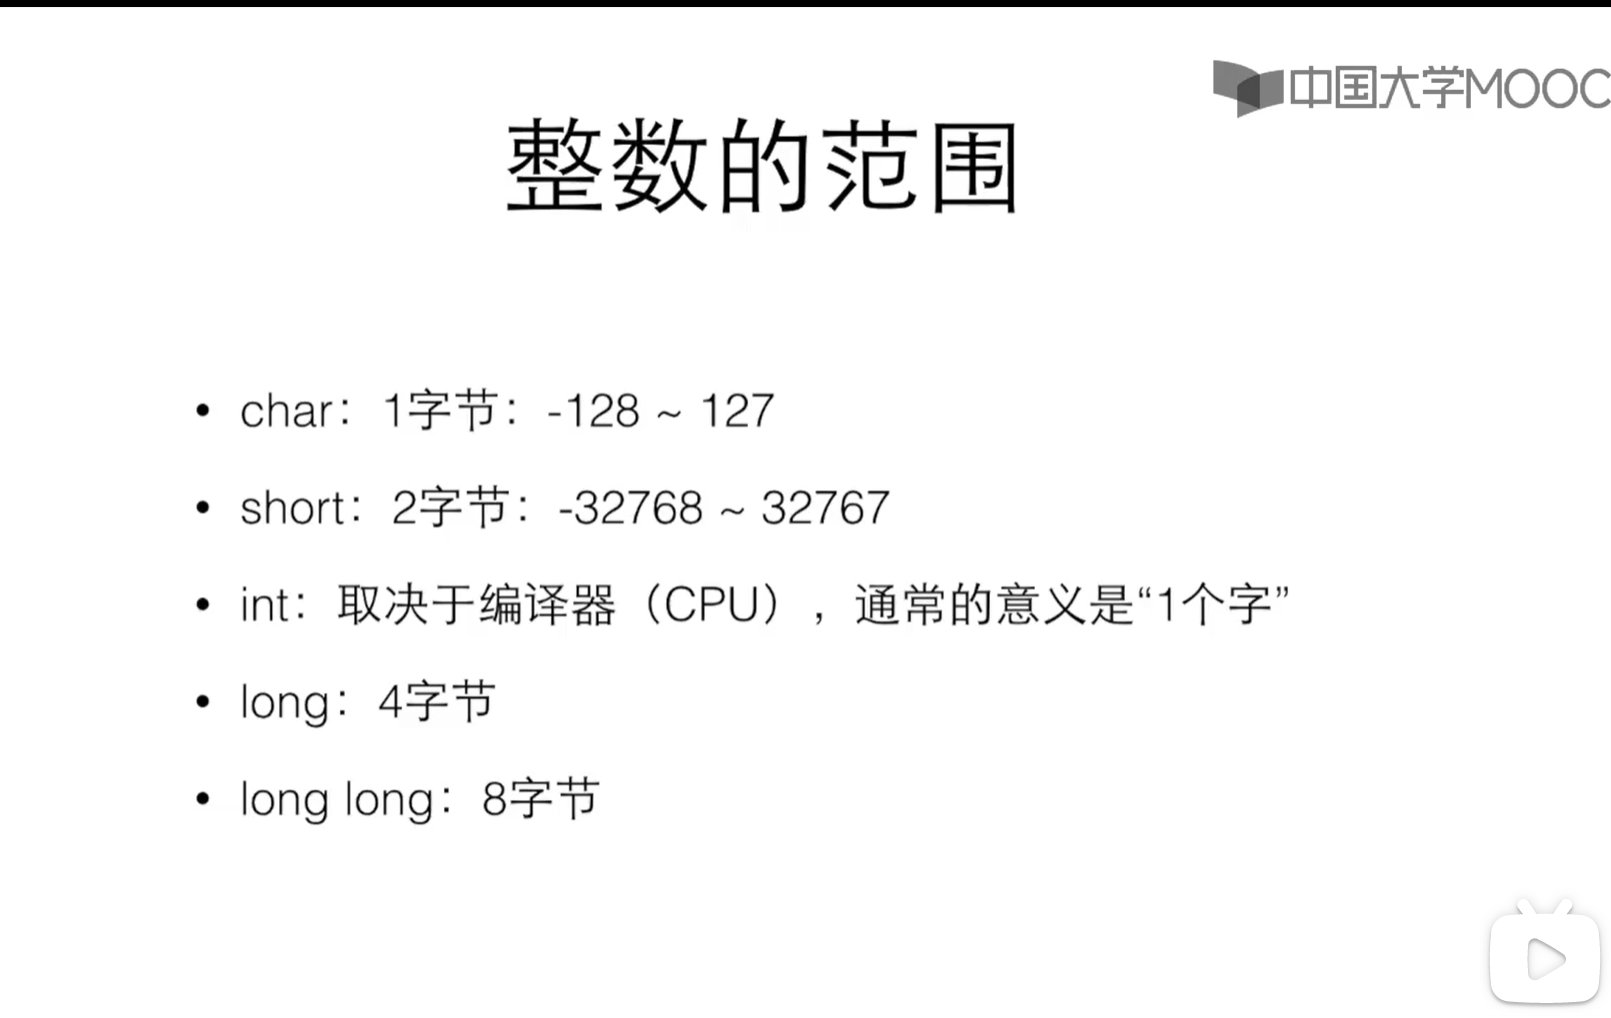 中国大学MOOC
整数的范围
• char：1字节：-128 ~ 127
• short：2字节：-32768 ~ 32767
• int：取决于编译器（CPU），通常的意义是“1个字”
• long：4字节
• long long：8字节